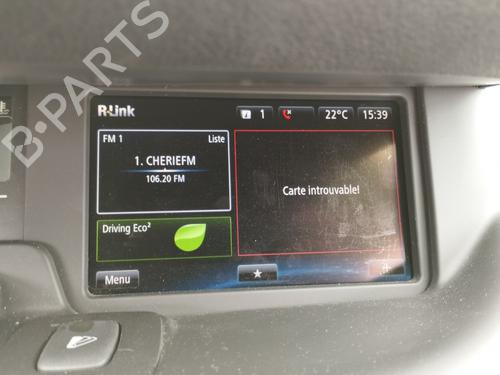 R-Link
1
22°C
15:39
FM 1
Liste
1. CHERIEFM
106.20 FM
Carte introuvable!
Driving Eco²
Menu
B-PARTS